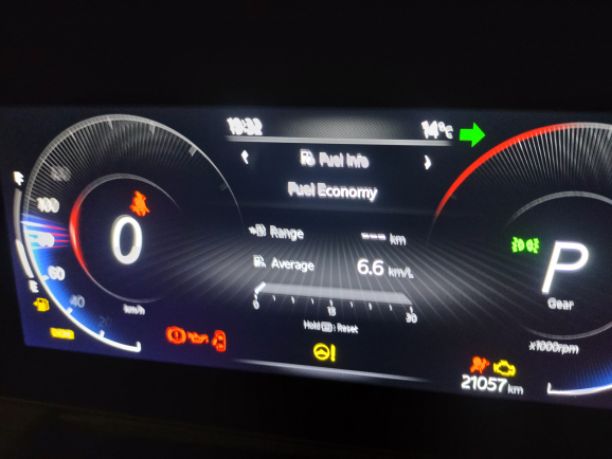 19:32 14°C
Fuel Info
Fuel Economy
F
100
Range --- km
80
0
P
Average 6.6 km/L
60
E
Gear
40
km/h
0 15 30
20
Hold OK : Reset
x1000rpm
21057 km